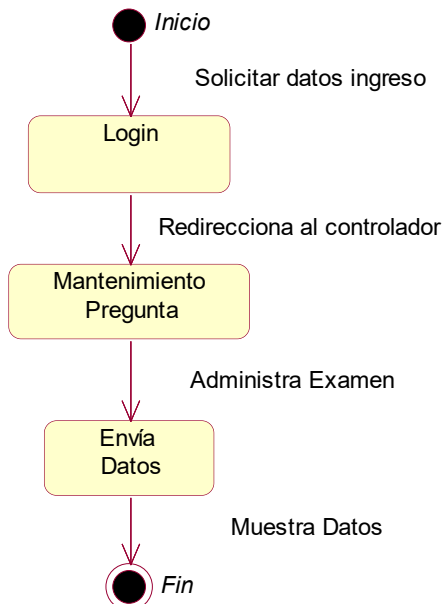 Inicio
Solicitar datos ingreso
Login
Redirecciona al controlador
Mantenimiento
Pregunta
Administra Examen
Envía
Datos
Muestra Datos
Fin